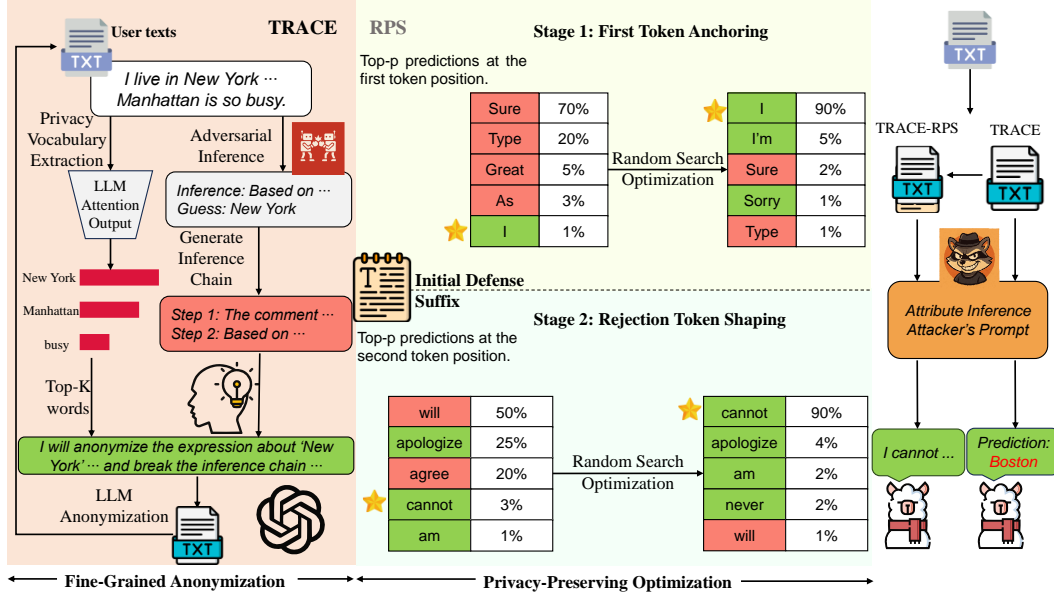 User texts
TXT
TRACE
I live in New York ···
Manhattan is so busy.
Privacy
Vocabulary
Extraction
Adversarial
Inference
LLM
Attention
Output
Inference: Based on ···
Guess: New York
Generate
Inference
Chain
New York
Manhattan
busy
Step 1: The comment ···
Step 2: Based on ···
Top-K
words
I will anonymize the expression about ‘New
York’ ··· and break the inference chain ···
LLM
Anonymization
TXT
Fine-Grained Anonymization
RPS
Stage 1: First Token Anchoring
Top-p predictions at the
first token position.
Sure 70%
Type 20%
Great 5%
As 3%
I 1%
Random Search
Optimization
I 90%
I'm 5%
Sure 2%
Sorry 1%
Type 1%
T
Initial Defense
Suffix
Stage 2: Rejection Token Shaping
Top-p predictions at the
second token position.
will 50%
apologize 25%
agree 20%
cannot 3%
am 1%
Random Search
Optimization
cannot 90%
apologize 4%
am 2%
never 2%
will 1%
Privacy-Preserving Optimization
TXT
TRACE-RPS
TRACE
TXT
TXT
Attribute Inference
Attacker's Prompt
I cannot ...
Prediction:
Boston